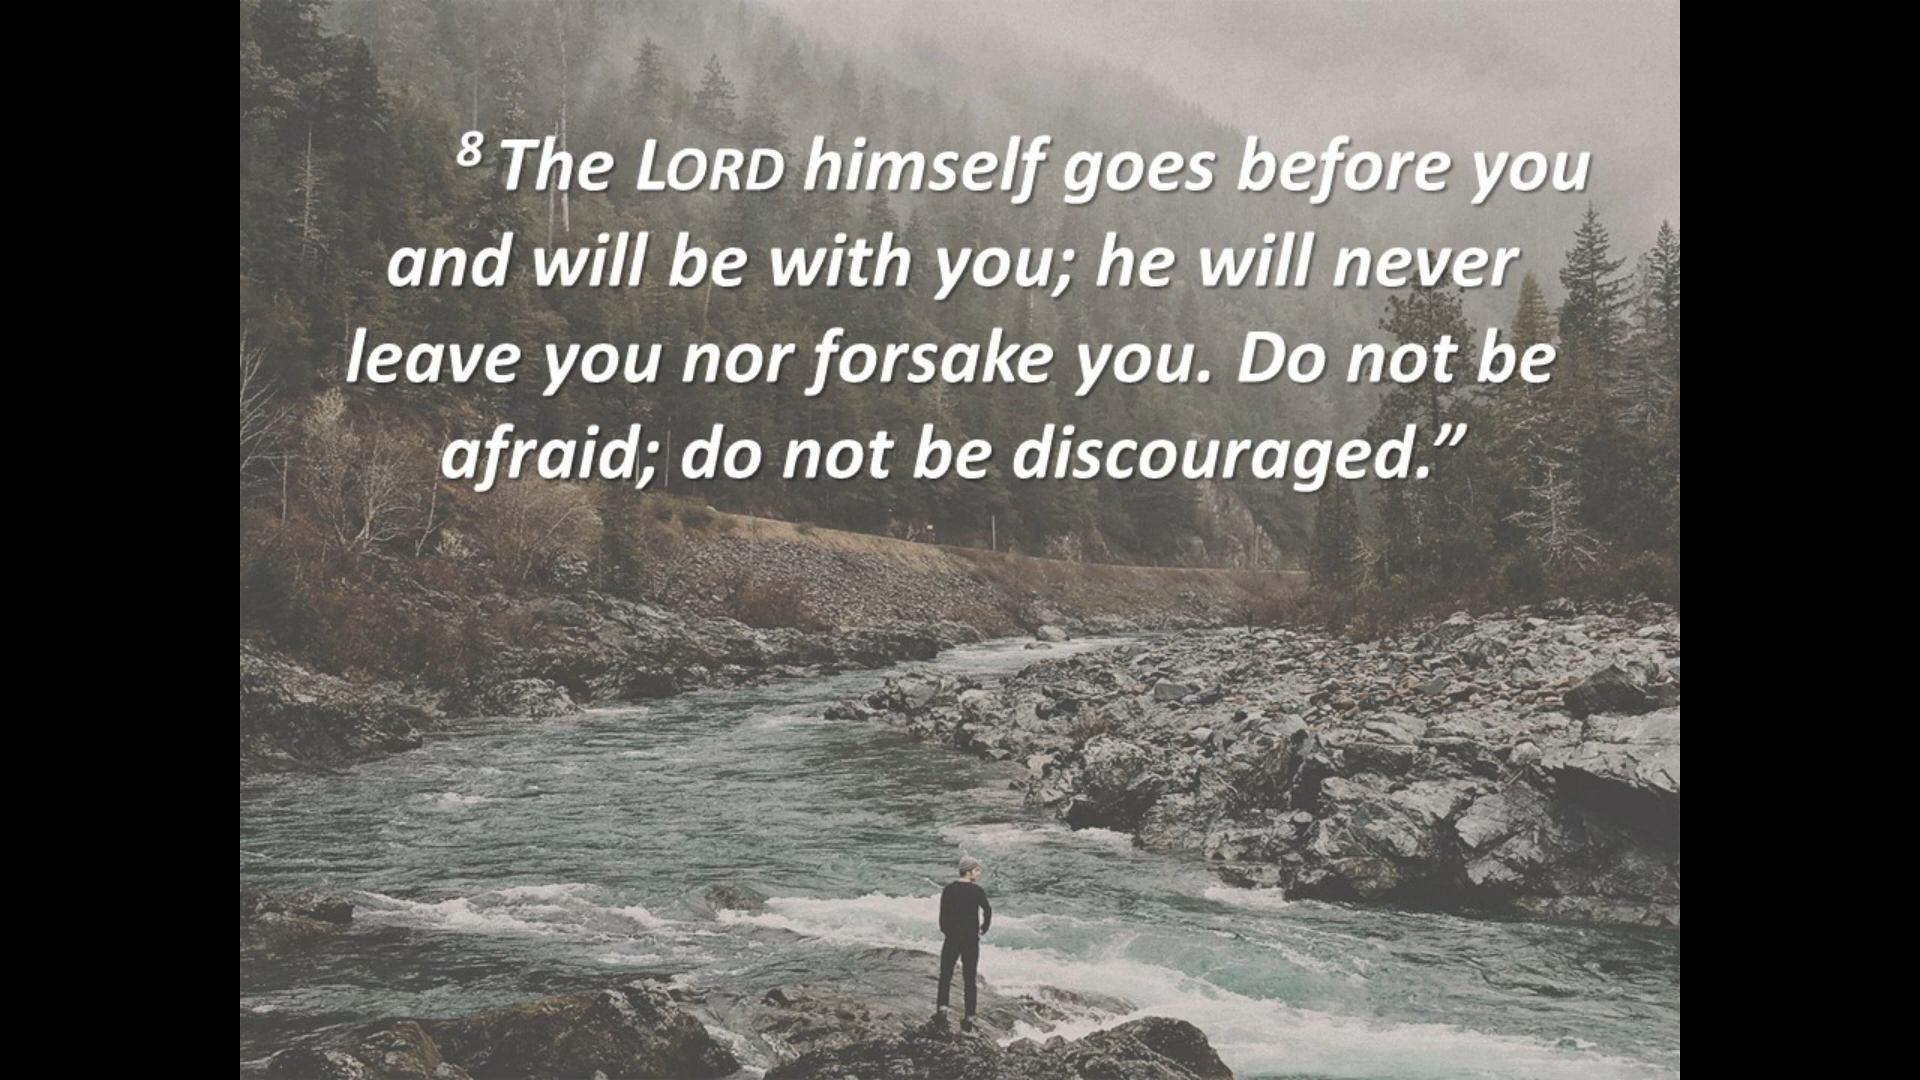 ⁸ The LORD himself goes before you
and will be with you; he will never
leave you nor forsake you. Do not be
afraid; do not be discouraged.”